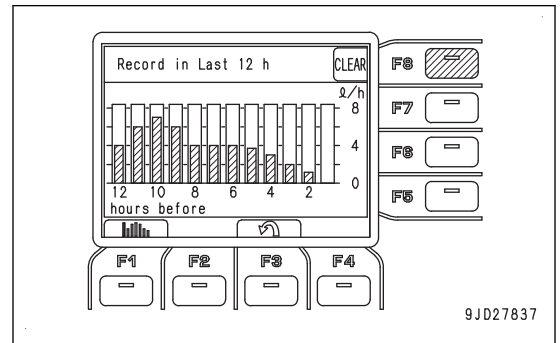 Record in Last 12 h
CLEAR
ℓ/h
8
4
0
12 10 8 6 4 2
hours before
F8
F7
F6
F5
F1 F2 F3 F4
9JD27837